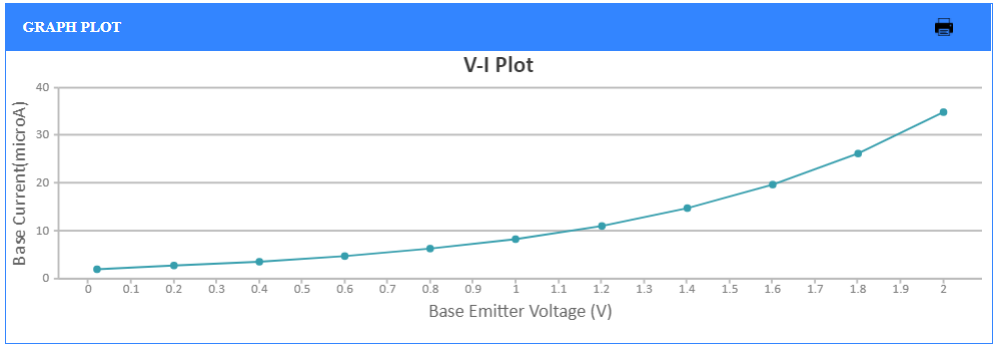 GRAPH PLOT
V-I Plot
Base Current(microA)
40
30
20
10
0
0 0.1 0.2 0.3 0.4 0.5 0.6 0.7 0.8 0.9 1 1.1 1.2 1.3 1.4 1.5 1.6 1.7 1.8 1.9 2
Base Emitter Voltage (V)